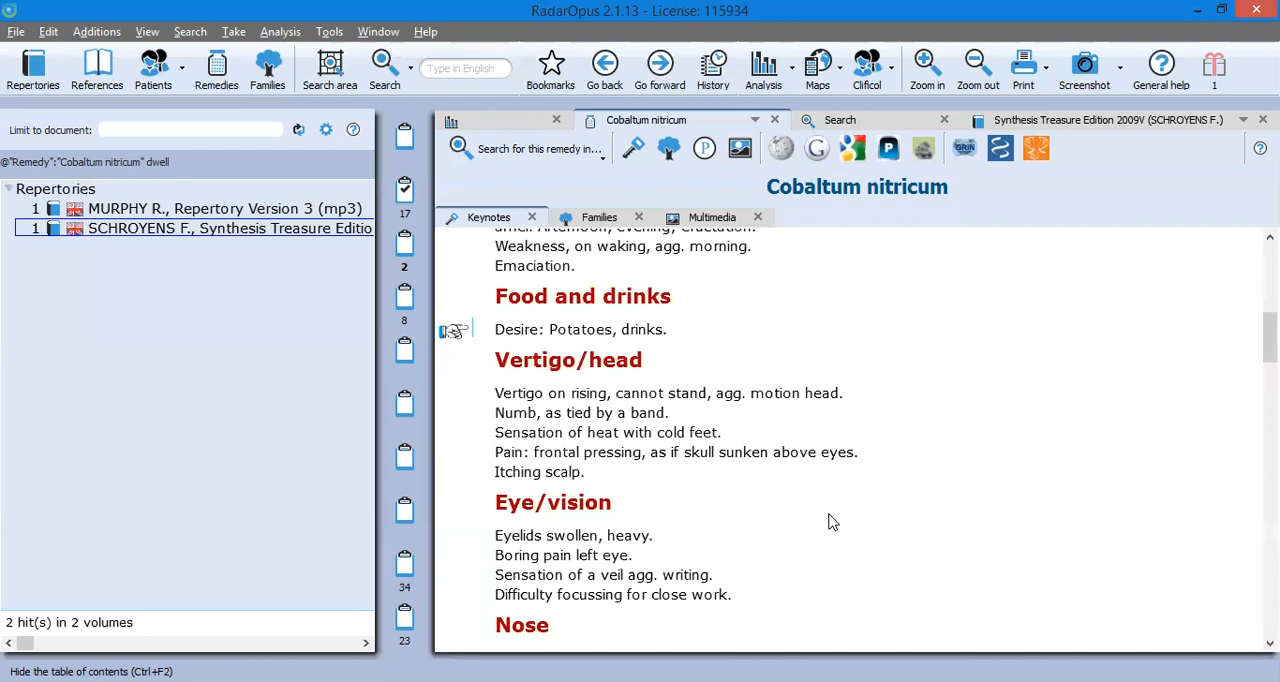 RadarOpus 2.1.13 - License: 115934
File Edit Additions View Search Take Analysis Tools Window Help
Repertories References Patients Remedies Families Search area Search Type in English Bookmarks Go back Go forward History Analysis Maps Clificol Zoom in Zoom out Print Screenshot General help 1
Limit to document:
@"Remedy":"Cobaltum nitricum" dwell
Repertories
1 MURPHY R., Repertory Version 3 (mp3)
1 SCHROYENS F., Synthesis Treasure Editio
2 hit(s) in 2 volumes
Hide the table of contents (Ctrl+F2)
17
2
8
34
23
Cobaltum nitricum Search Synthesis Treasure Edition 2009V (SCHROYENS F.)
Search for this remedy in...
Cobaltum nitricum
Keynotes Families Multimedia
amel. Afternoon, evening, eructation.
Weakness, on waking, agg. morning.
Emaciation.
Food and drinks
Desire: Potatoes, drinks.
Vertigo/head
Vertigo on rising, cannot stand, agg. motion head.
Numb, as tied by a band.
Sensation of heat with cold feet.
Pain: frontal pressing, as if skull sunken above eyes.
Itching scalp.
Eye/vision
Eyelids swollen, heavy.
Boring pain left eye.
Sensation of a veil agg. writing.
Difficulty focussing for close work.
Nose